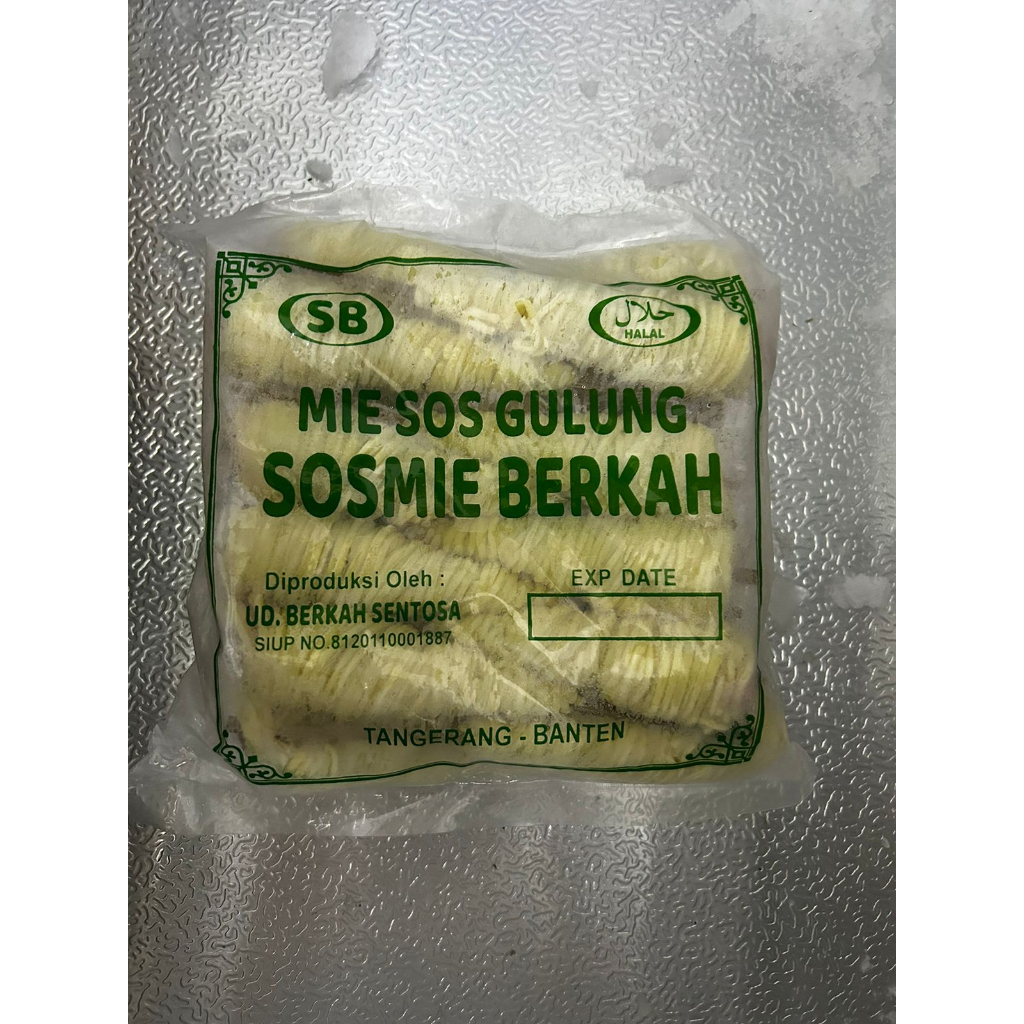 SB
حلال
HALAL
MIE SOS GULUNG
SOSMIE BERKAH
Diproduksi Oleh :
UD. BERKAH SENTOSA
SIUP NO.8120110001887
EXP DATE
TANGERANG - BANTEN